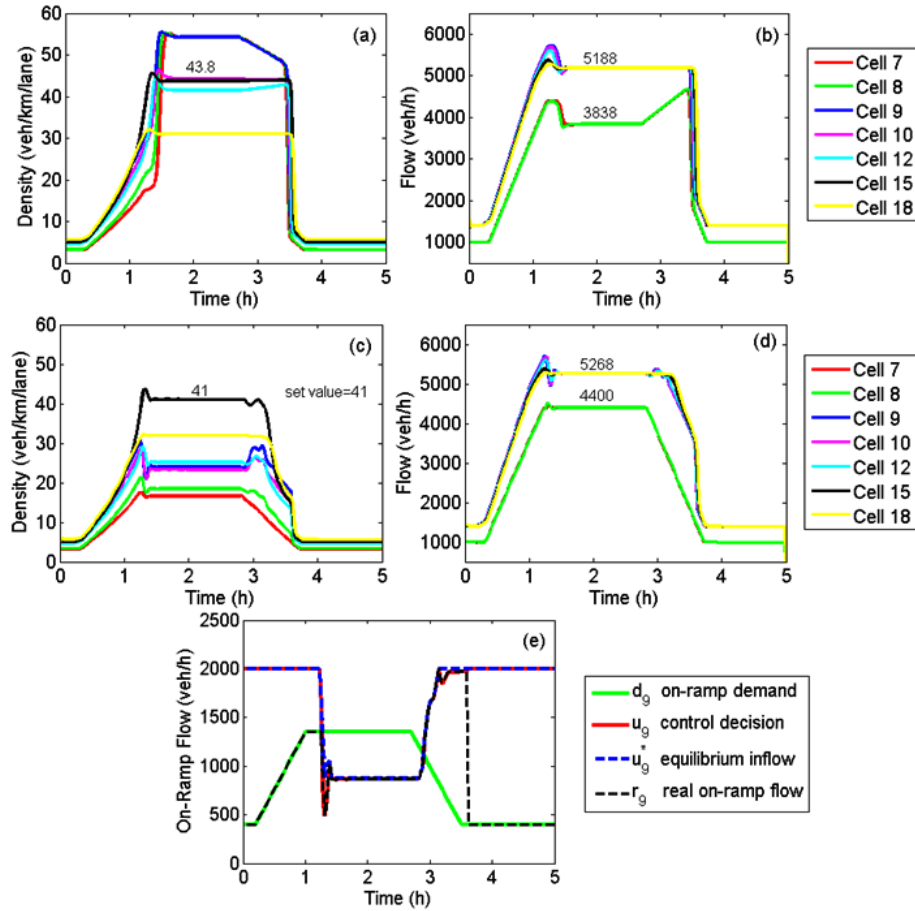 (a)
60
50
40
30
20
10
0
43.8
0 1 2 3 4 5
Time (h)
Density (veh/km/lane)
(b)
6000
5000
4000
3000
2000
1000
5188
3838
0 1 2 3 4 5
Time (h)
Flow (veh/h)
Cell 7
Cell 8
Cell 9
Cell 10
Cell 12
Cell 15
Cell 18
(c)
60
50
40
30
20
10
0
41
set value=41
0 1 2 3 4 5
Time (h)
Density (veh/km/lane)
(d)
6000
5000
4000
3000
2000
1000
5268
4400
0 1 2 3 4 5
Time (h)
Flow (veh/h)
Cell 7
Cell 8
Cell 9
Cell 10
Cell 12
Cell 15
Cell 18
(e)
2500
2000
1500
1000
500
0
0 1 2 3 4 5
Time (h)
On-Ramp Flow (veh/h)
d9 on-ramp demand
u9 control decision
u9* equilibrium inflow
r9 real on-ramp flow